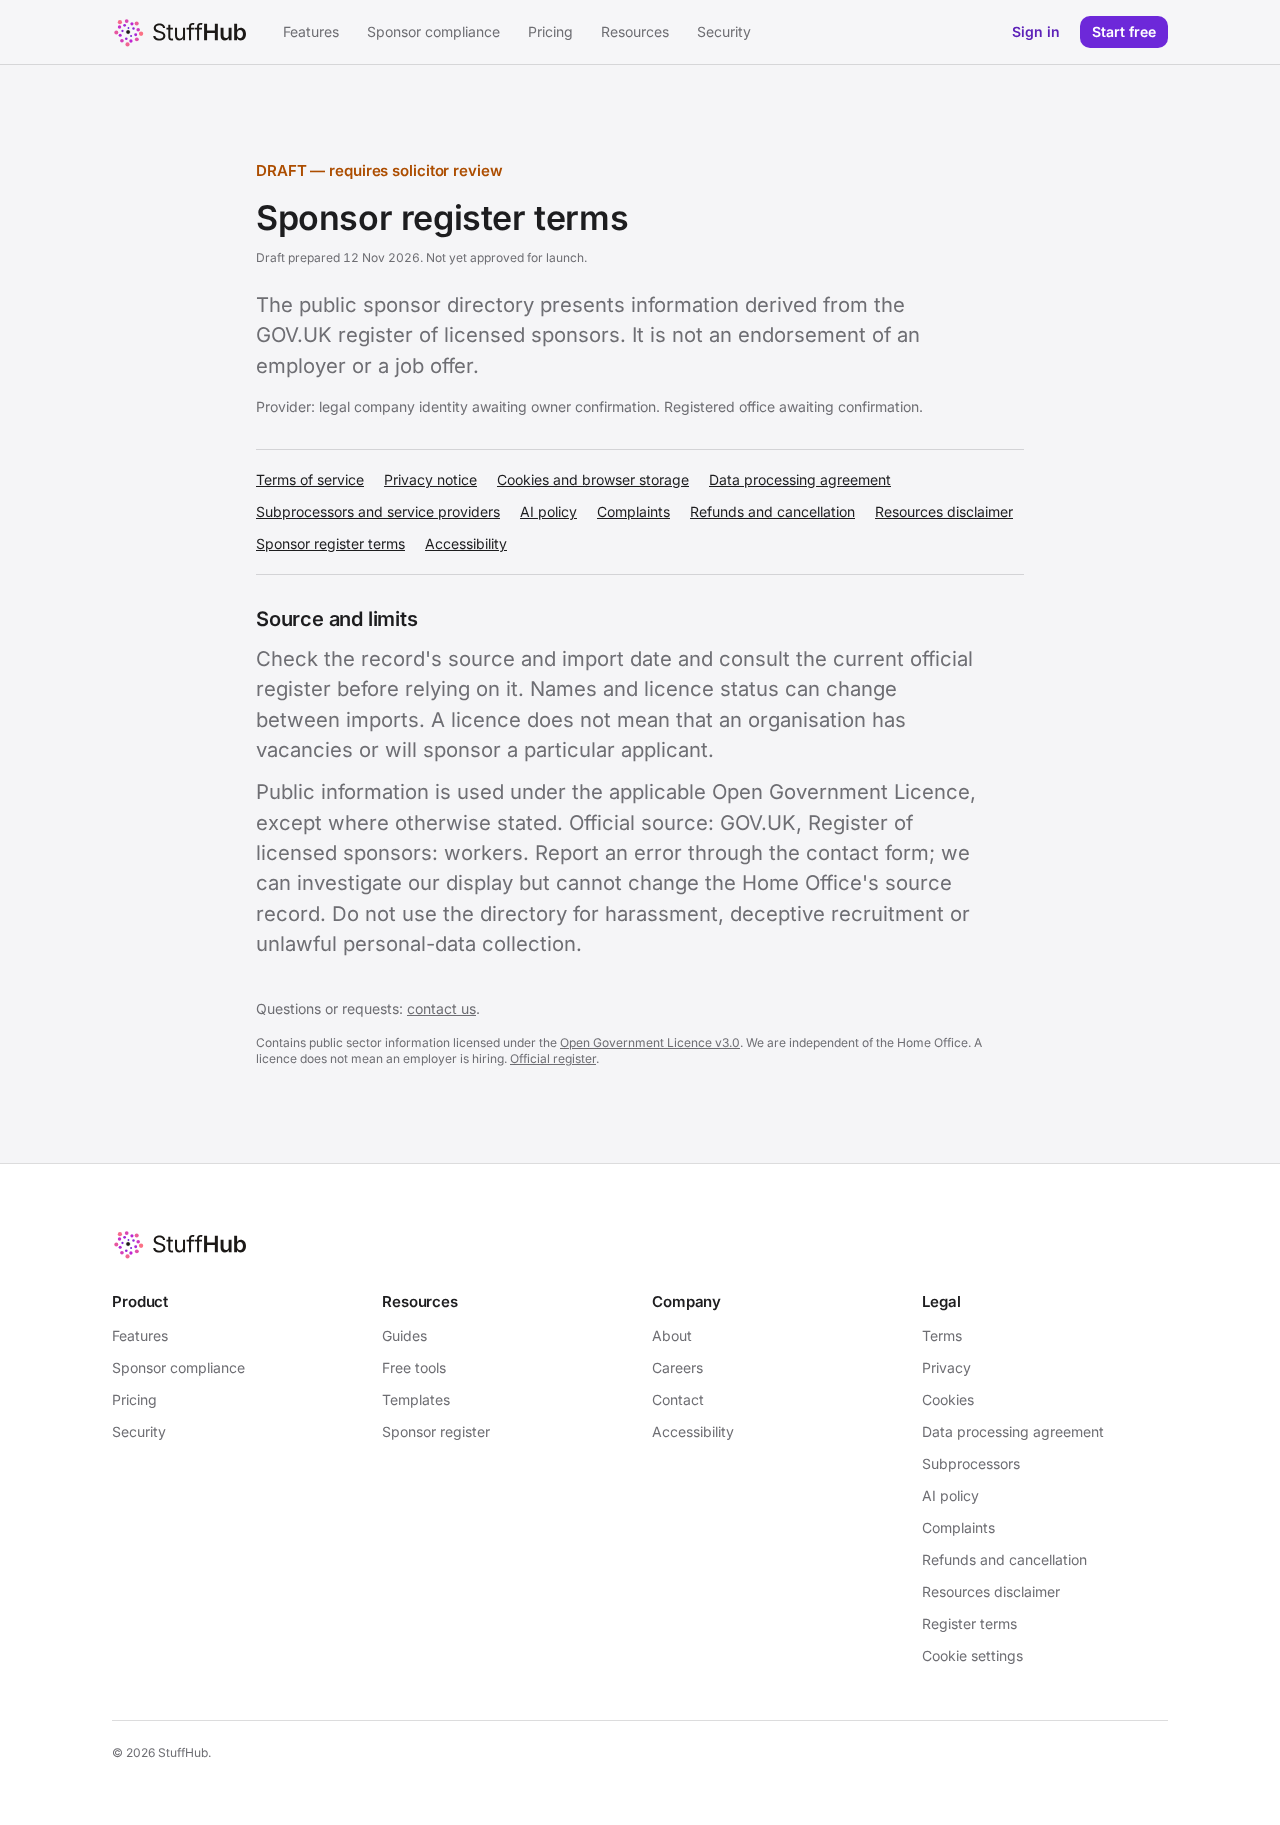 StuffHub Features Sponsor compliance Pricing Resources Security Sign in Start free
DRAFT — requires solicitor review
Sponsor register terms
Draft prepared 12 Nov 2026. Not yet approved for launch.
The public sponsor directory presents information derived from the
GOV.UK register of licensed sponsors. It is not an endorsement of an
employer or a job offer.
Provider: legal company identity awaiting owner confirmation. Registered office awaiting confirmation.
Terms of service Privacy notice Cookies and browser storage Data processing agreement
Subprocessors and service providers AI policy Complaints Refunds and cancellation Resources disclaimer
Sponsor register terms Accessibility
Source and limits
Check the record's source and import date and consult the current official
register before relying on it. Names and licence status can change
between imports. A licence does not mean that an organisation has
vacancies or will sponsor a particular applicant.
Public information is used under the applicable Open Government Licence,
except where otherwise stated. Official source: GOV.UK, Register of
licensed sponsors: workers. Report an error through the contact form; we
can investigate our display but cannot change the Home Office's source
record. Do not use the directory for harassment, deceptive recruitment or
unlawful personal-data collection.
Questions or requests: contact us.
Contains public sector information licensed under the Open Government Licence v3.0. We are independent of the Home Office. A
licence does not mean an employer is hiring. Official register.
StuffHub
Product
Features
Sponsor compliance
Pricing
Security
Resources
Guides
Free tools
Templates
Sponsor register
Company
About
Careers
Contact
Accessibility
Legal
Terms
Privacy
Cookies
Data processing agreement
Subprocessors
AI policy
Complaints
Refunds and cancellation
Resources disclaimer
Register terms
Cookie settings
© 2026 StuffHub.